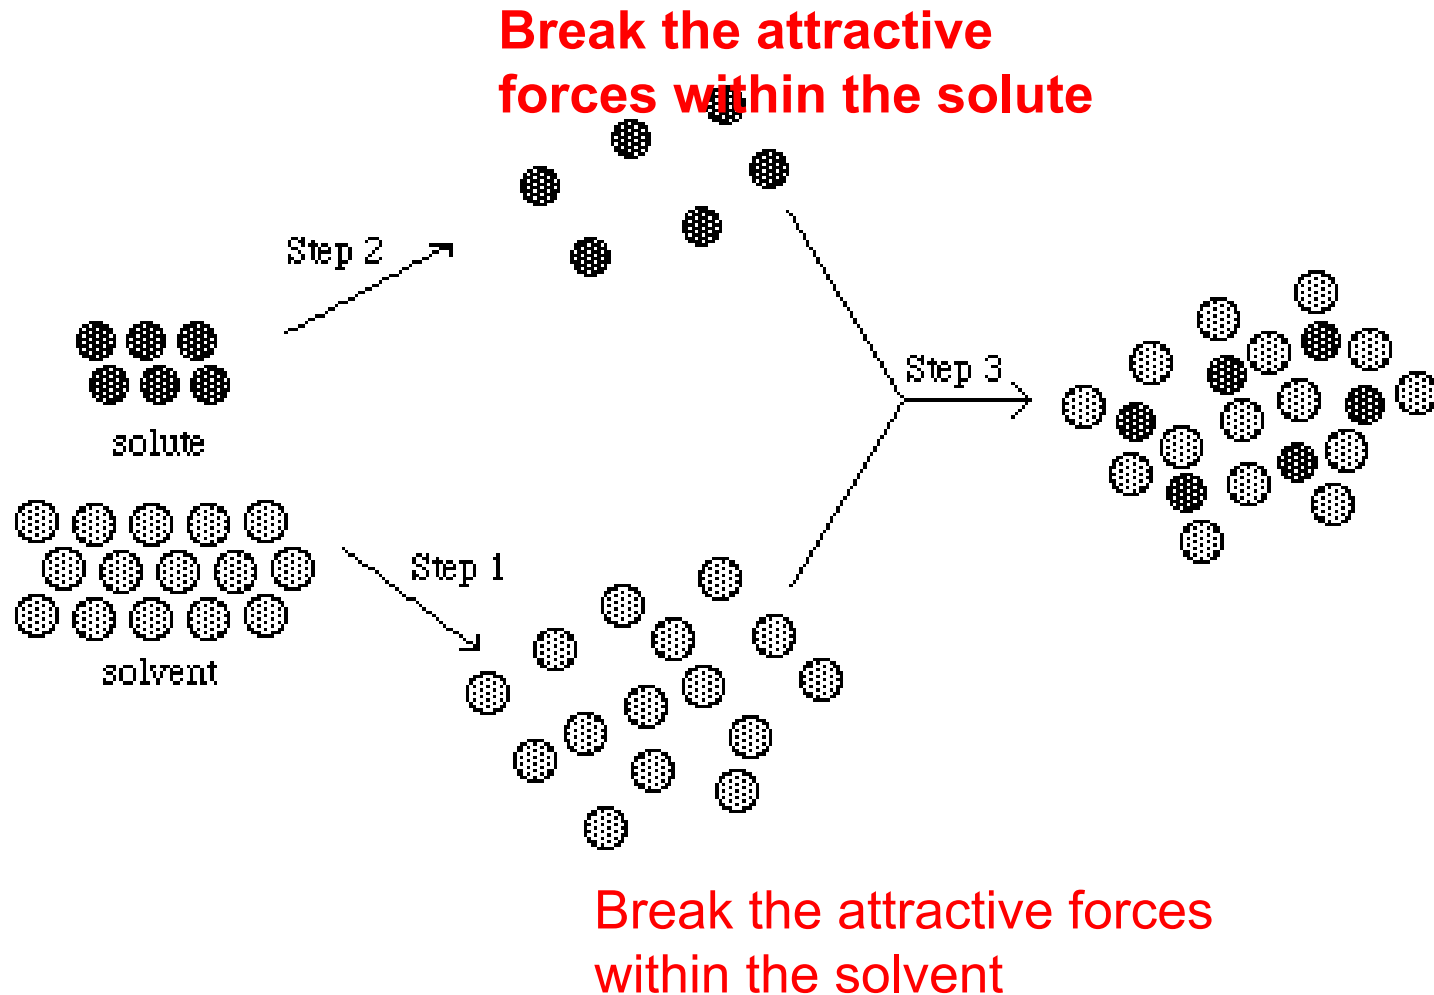 Break the attractive
forces within the solute
Step 2
Step 3
solute
Step 1
solvent
Break the attractive forces
within the solvent